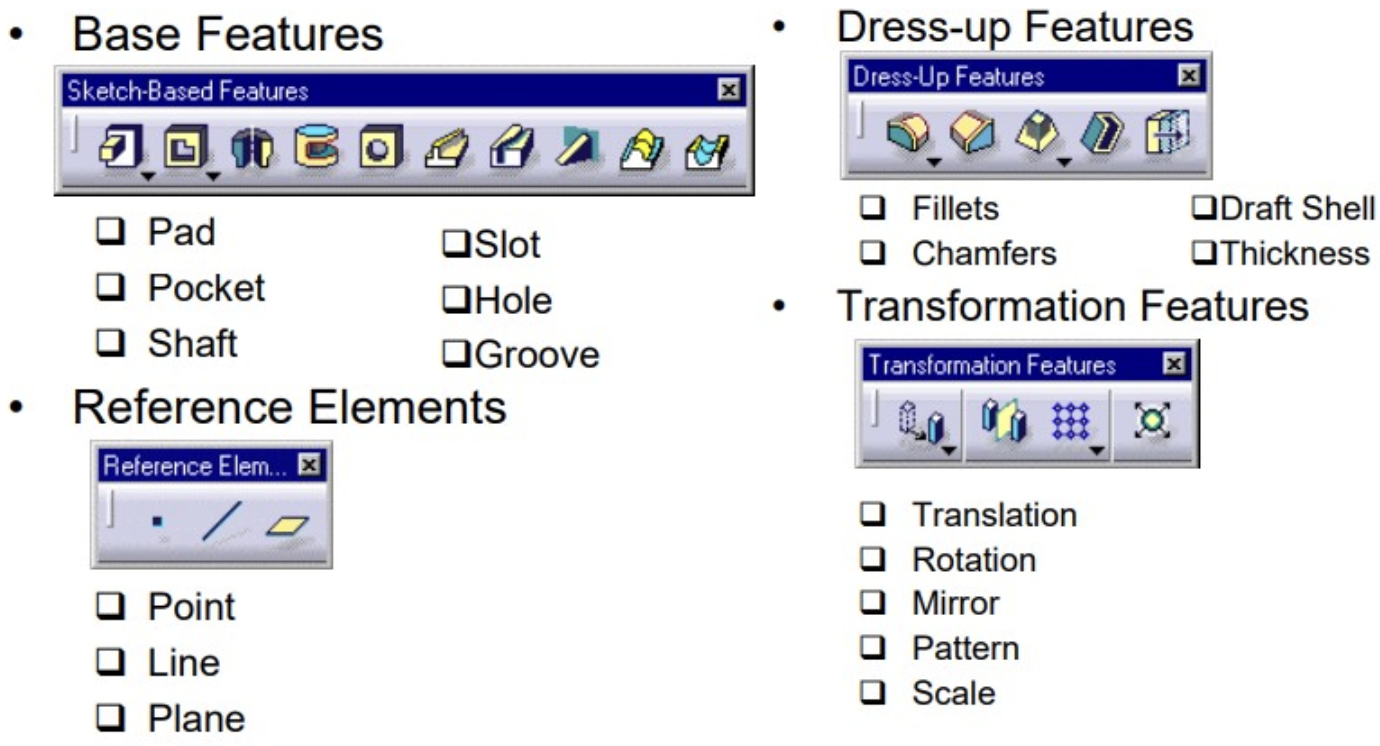 • Base Features
Sketch-Based Features
❑ Pad
❑ Pocket
❑ Shaft
❑Slot
❑Hole
❑Groove
• Reference Elements
Reference Elem...
❑ Point
❑ Line
❑ Plane
• Dress-up Features
Dress-Up Features
❑ Fillets
❑ Chamfers
❑Draft Shell
❑Thickness
• Transformation Features
Transformation Features
❑ Translation
❑ Rotation
❑ Mirror
❑ Pattern
❑ Scale